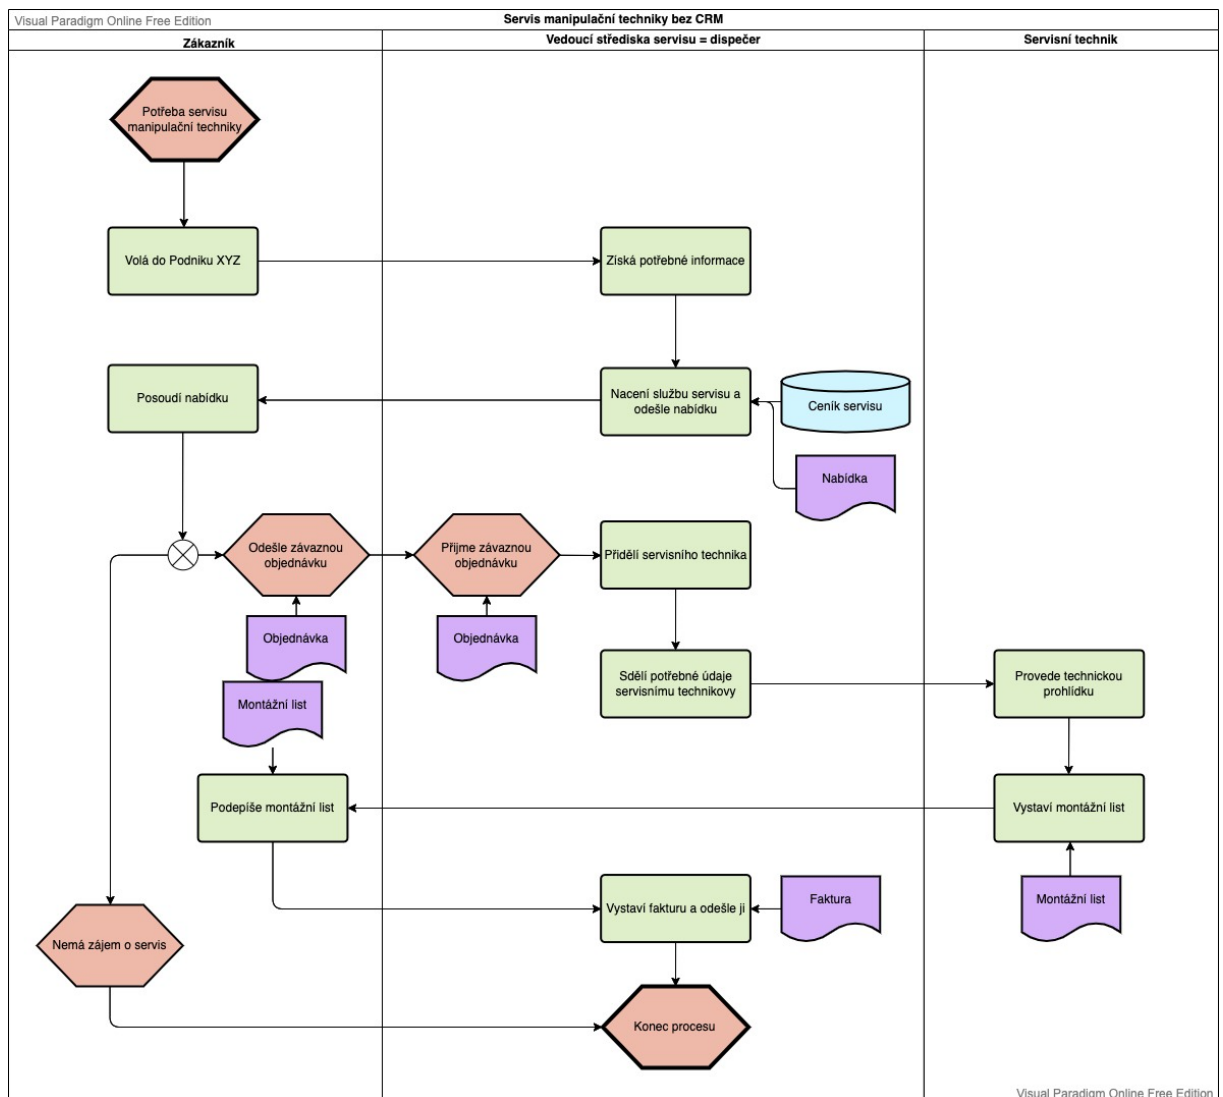 Visual Paradigm Online Free Edition
Servis manipulační techniky bez CRM
Zákazník
Vedoucí střediska servisu = dispečer
Servisní technik
Potřeba servisu
manipulační techniky
Volá do Podniku XYZ
Získá potřebné informace
Posoudí nabídku
Nacení službu servisu a
odešle nabídku
Ceník servisu
Nabídka
Odešle závaznou
objednávku
Přijme závaznou
objednávku
Přidělí servisního technika
Objednávka
Objednávka
Montážní list
Sdělí potřebné údaje
servisnímu technikovy
Provede technickou
prohlídku
Podepíše montážní list
Vystaví montážní list
Vystaví fakturu a odešle ji
Faktura
Montážní list
Nemá zájem o servis
Konec procesu
Visual Paradigm Online Free Edition